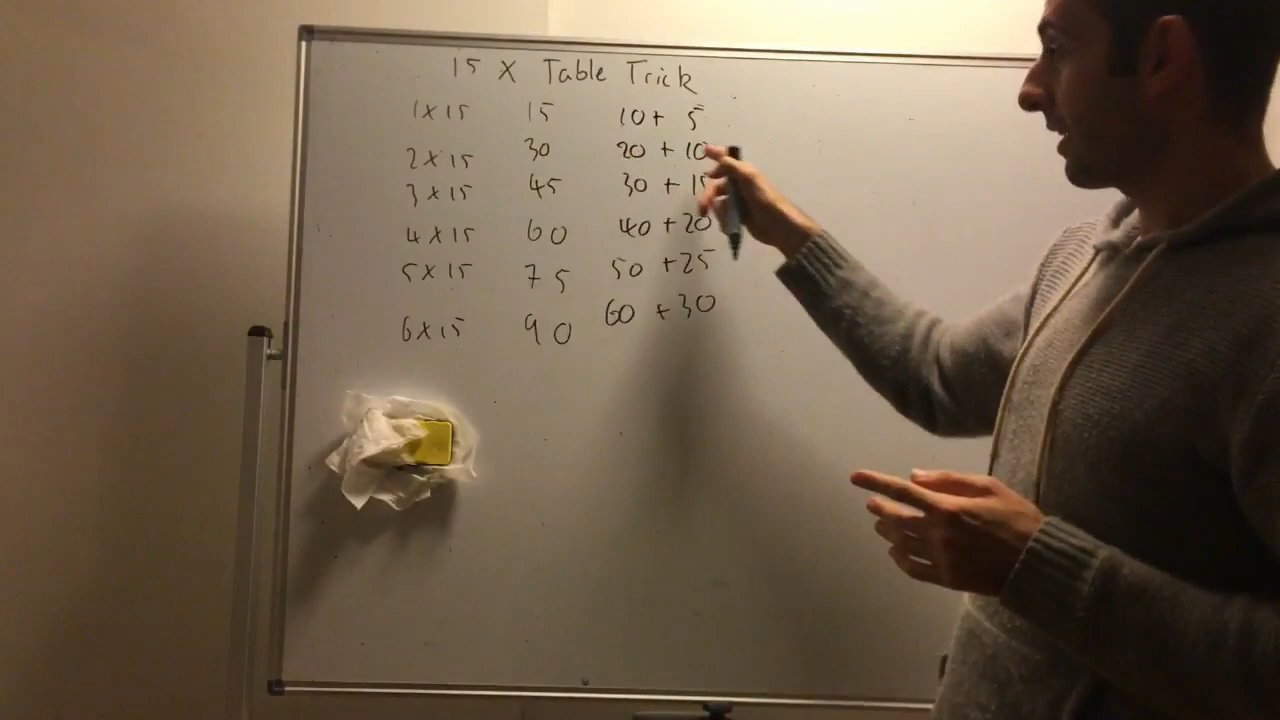 15 X Table Trick
1X15 15 10+ 5
2X15 30 20 + 10
3X15 45 30 + 15
4X15 60 40 +20
5X15 75 50 +25
6X15 90 60 +30